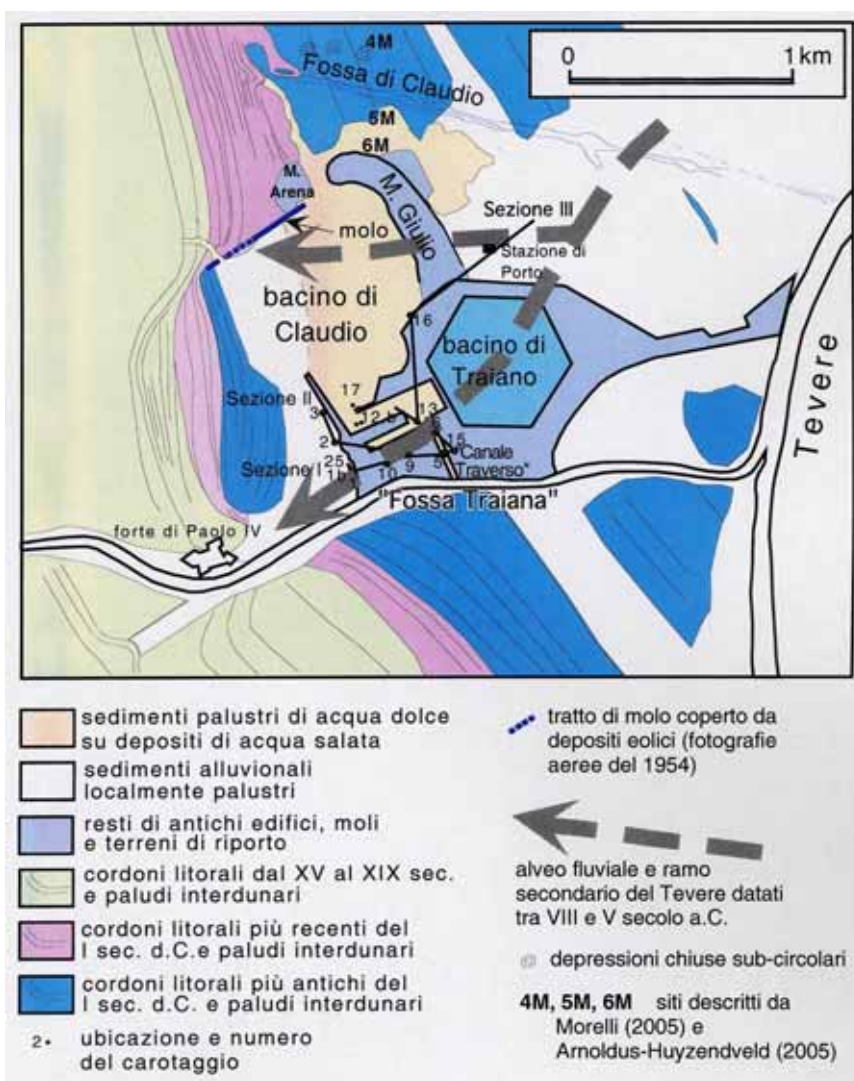 0 1 km
4M
Fossa di Claudio
5M
6M
M. Arena
M. Giulio
Sezione III
molo
Stazione di Porto
bacino di Claudio
16
bacino di Traiano
Tevere
17
Sezione II
3
13
2
15
25
"Canale Traverso"
Sezione I
1b
10
9
5
"Fossa Traiana"
forte di Paolo IV
sedimenti palustri di acqua dolce
su depositi di acqua salata
sedimenti alluvionali
localmente palustri
resti di antichi edifici, moli
e terreni di riporto
cordoni litorali dal XV al XIX sec.
e paludi interdunari
cordoni litorali più recenti del
I sec. d.C.e paludi interdunari
cordoni litorali più antichi del
I sec. d.C. e paludi interdunari
2• ubicazione e numero
del carotaggio
tratto di molo coperto da
depositi eolici (fotografie
aeree del 1954)
alveo fluviale e ramo
secondario del Tevere datati
tra VIII e V secolo a.C.
depressioni chiuse sub-circolari
4M, 5M, 6M siti descritti da
Morelli (2005) e
Arnoldus-Huyzendveld (2005)